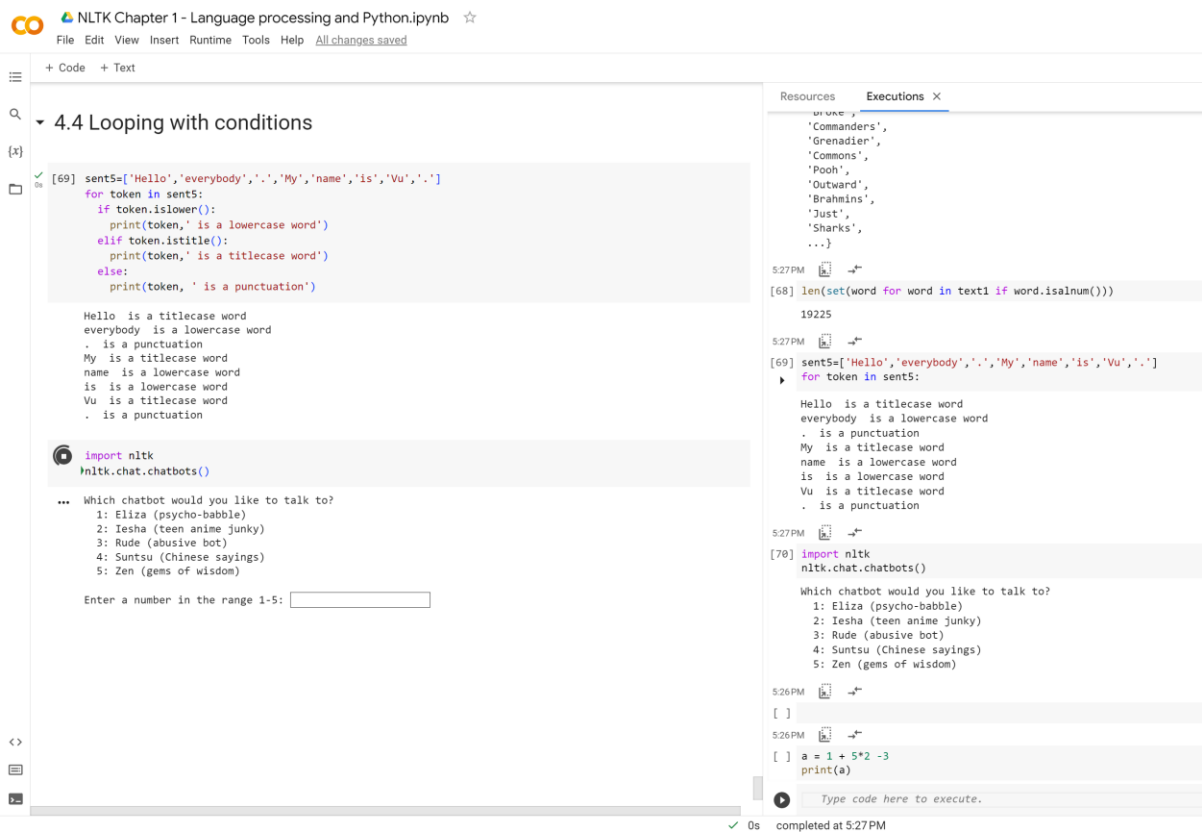 NLTK Chapter 1 - Language processing and Python.ipynb
File Edit View Insert Runtime Tools Help All changes saved
+ Code + Text
{x}
4.4 Looping with conditions
0s
[69] sent5=['Hello','everybody','.','My','name','is','Vu','.']
for token in sent5:
if token.islower():
print(token,' is a lowercase word')
elif token.istitle():
print(token,' is a titlecase word')
else:
print(token, ' is a punctuation')
Hello  is a titlecase word
everybody  is a lowercase word
.  is a punctuation
My  is a titlecase word
name  is a lowercase word
is  is a lowercase word
Vu  is a titlecase word
.  is a punctuation
import nltk
nltk.chat.chatbots()
... Which chatbot would you like to talk to?
1: Eliza (psycho-babble)
2: Iesha (teen anime junky)
3: Rude (abusive bot)
4: Suntsu (Chinese sayings)
5: Zen (gems of wisdom)
Enter a number in the range 1-5:
Resources Executions
'Commanders',
'Grenadier',
'Commons',
'Pooh',
'Outward',
'Brahmins',
'Just',
'Sharks',
...}
5:27 PM
[68] len(set(word for word in text1 if word.isalnum()))
19225
5:27 PM
[69] sent5=['Hello','everybody','.','My','name','is','Vu','.']
for token in sent5:
Hello  is a titlecase word
everybody  is a lowercase word
.  is a punctuation
My  is a titlecase word
name  is a lowercase word
is  is a lowercase word
Vu  is a titlecase word
.  is a punctuation
5:27 PM
[70] import nltk
nltk.chat.chatbots()
Which chatbot would you like to talk to?
1: Eliza (psycho-babble)
2: Iesha (teen anime junky)
3: Rude (abusive bot)
4: Suntsu (Chinese sayings)
5: Zen (gems of wisdom)
5:26 PM
[ ]
5:26 PM
[ ] a = 1 + 5*2 -3
print(a)
Type code here to execute.
0s completed at 5:27 PM